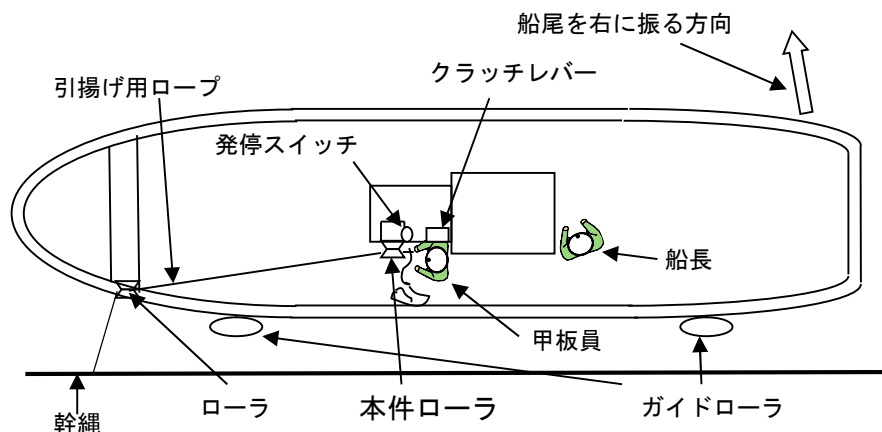 船尾を右に振る方向
クラッチレバー
引揚げ用ロープ
発停スイッチ
船長
甲板員
幹縄
ローラ
本件ローラ
ガイドローラ